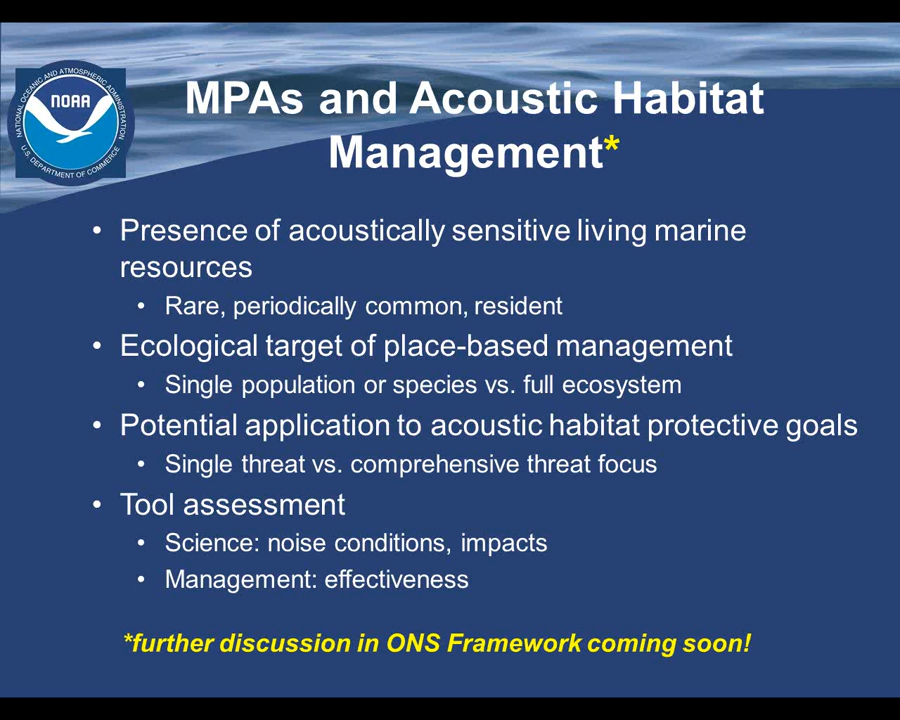 NATIONAL OCEANIC AND ATMOSPHERIC ADMINISTRATION
NOAA
U.S. DEPARTMENT OF COMMERCE
MPAs and Acoustic Habitat
Management*
• Presence of acoustically sensitive living marine
resources
• Rare, periodically common, resident
• Ecological target of place-based management
• Single population or species vs. full ecosystem
• Potential application to acoustic habitat protective goals
• Single threat vs. comprehensive threat focus
• Tool assessment
• Science: noise conditions, impacts
• Management: effectiveness
*further discussion in ONS Framework coming soon!